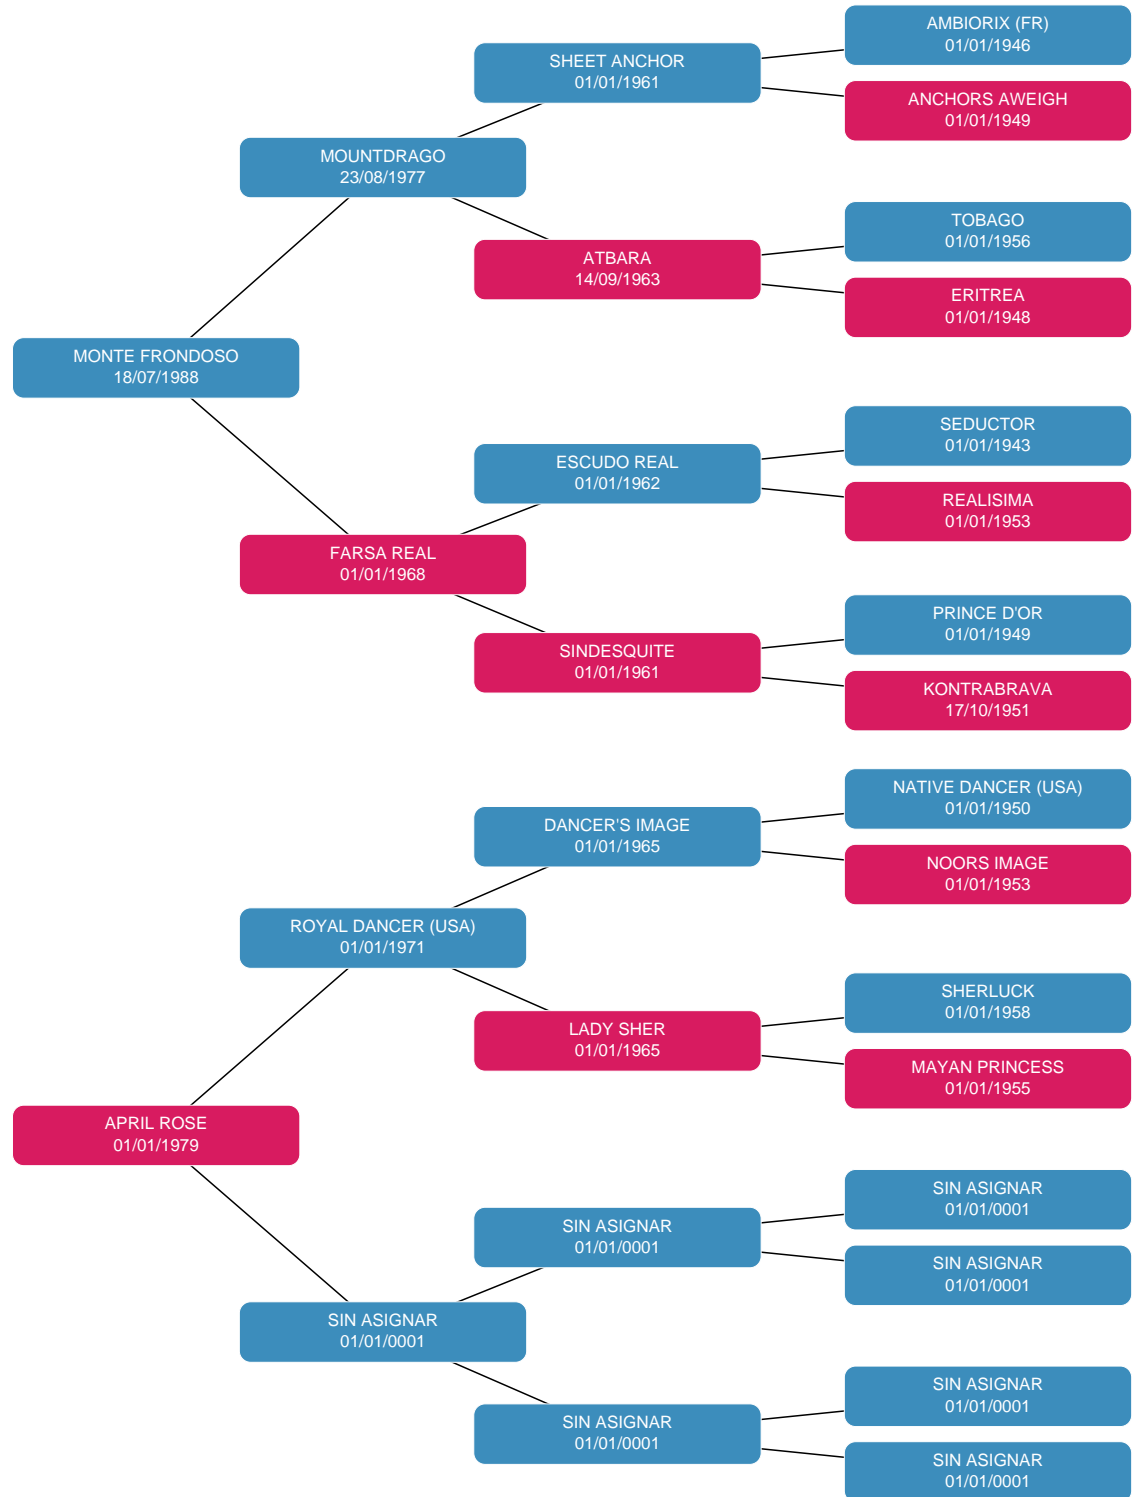 AMBIORIX (FR)
01/01/1946
SHEET ANCHOR
01/01/1961
ANCHORS AWEIGH
01/01/1949
MOUNTDRAGO
23/08/1977
TOBAGO
01/01/1956
ATBARA
14/09/1963
ERITREA
01/01/1948
MONTE FRONDOSO
18/07/1988
SEDUCTOR
01/01/1943
ESCUDO REAL
01/01/1962
REALISIMA
01/01/1953
FARSA REAL
01/01/1968
PRINCE D'OR
01/01/1949
SINDESQUITE
01/01/1961
KONTRABRAVA
17/10/1951
NATIVE DANCER (USA)
01/01/1950
DANCER'S IMAGE
01/01/1965
NOORS IMAGE
01/01/1953
ROYAL DANCER (USA)
01/01/1971
SHERLUCK
01/01/1958
LADY SHER
01/01/1965
MAYAN PRINCESS
01/01/1955
APRIL ROSE
01/01/1979
SIN ASIGNAR
01/01/0001
SIN ASIGNAR
01/01/0001
SIN ASIGNAR
01/01/0001
SIN ASIGNAR
01/01/0001
SIN ASIGNAR
01/01/0001
SIN ASIGNAR
01/01/0001
SIN ASIGNAR
01/01/0001